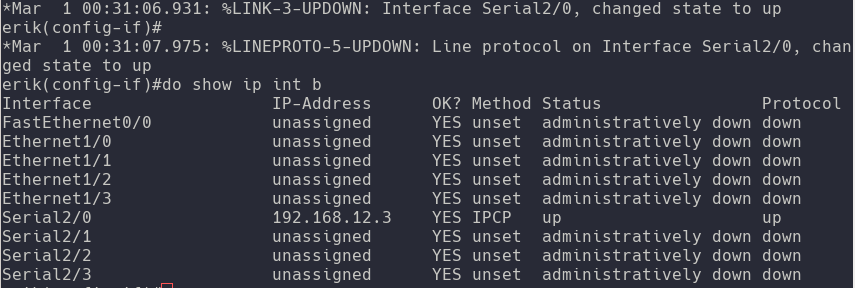 *Mar  1 00:31:06.931: %LINK-3-UPDOWN: Interface Serial2/0, changed state to up
erik(config-if)#
*Mar  1 00:31:07.975: %LINEPROTO-5-UPDOWN: Line protocol on Interface Serial2/0, chan
ged state to up
erik(config-if)#do show ip int b
Interface                  IP-Address      OK? Method Status                Protocol
FastEthernet0/0            unassigned      YES unset  administratively down down
Ethernet1/0                unassigned      YES unset  administratively down down
Ethernet1/1                unassigned      YES unset  administratively down down
Ethernet1/2                unassigned      YES unset  administratively down down
Ethernet1/3                unassigned      YES unset  administratively down down
Serial2/0                  192.168.12.3    YES IPCP   up                    up
Serial2/1                  unassigned      YES unset  administratively down down
Serial2/2                  unassigned      YES unset  administratively down down
Serial2/3                  unassigned      YES unset  administratively down down